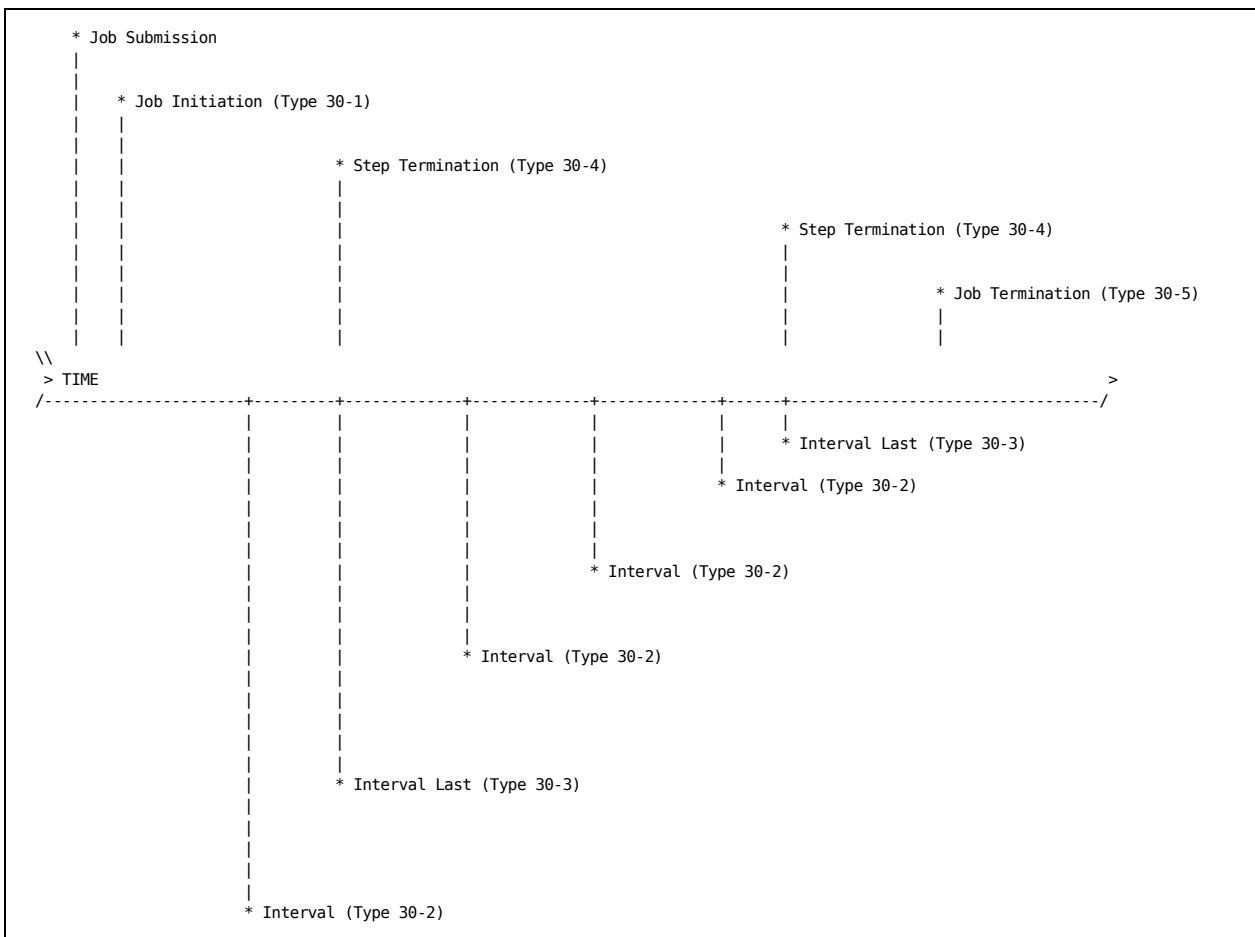 * Job Submission
* Job Initiation (Type 30-1)
* Step Termination (Type 30-4)
* Step Termination (Type 30-4)
* Job Termination (Type 30-5)
\\
> TIME >
/----------------------+---------+-------------+-------------+-------------+------+----------------------------------/
* Interval Last (Type 30-3)
* Interval (Type 30-2)
* Interval (Type 30-2)
* Interval (Type 30-2)
* Interval Last (Type 30-3)
* Interval (Type 30-2)